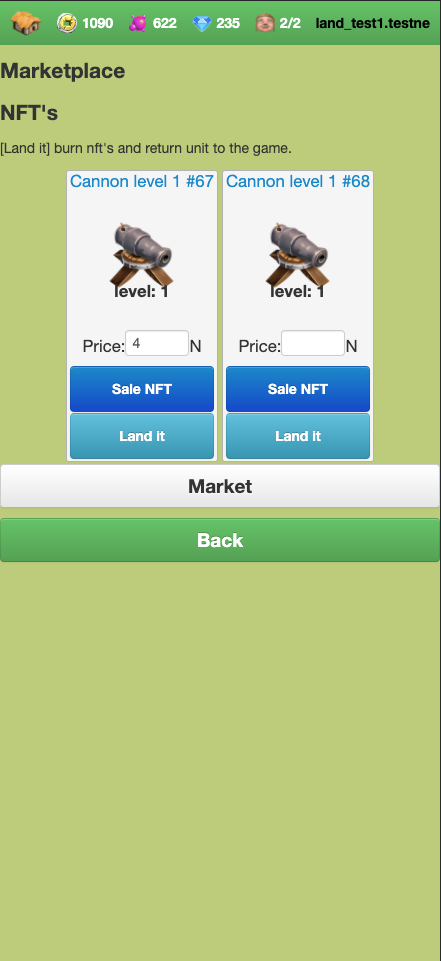 1090 622 235 2/2 land_test1.testne
Marketplace
NFT's
[Land it] burn nft's and return unit to the game.
Cannon level 1 #67 Cannon level 1 #68
level: 1 level: 1
Price: 4 N Price: N
Sale NFT Sale NFT
Land it Land it
Market
Back